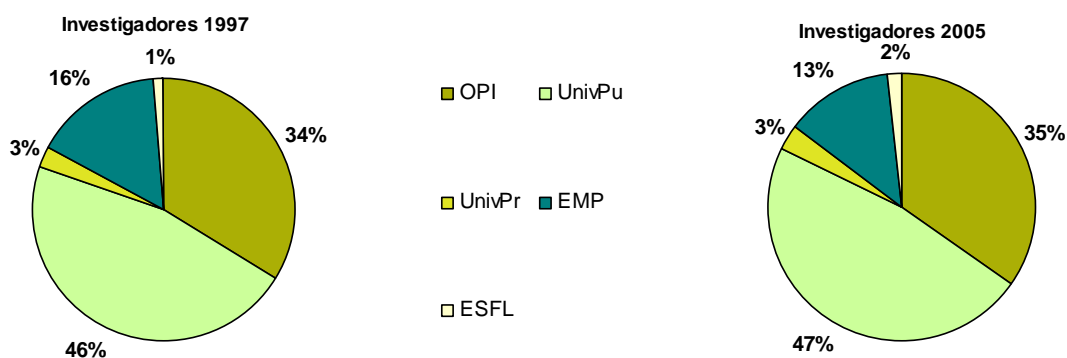 Investigadores 1997
1%
16%
3%
34%
46%
OPI UnivPu
UnivPr EMP
ESFL
Investigadores 2005
2%
13%
3%
35%
47%